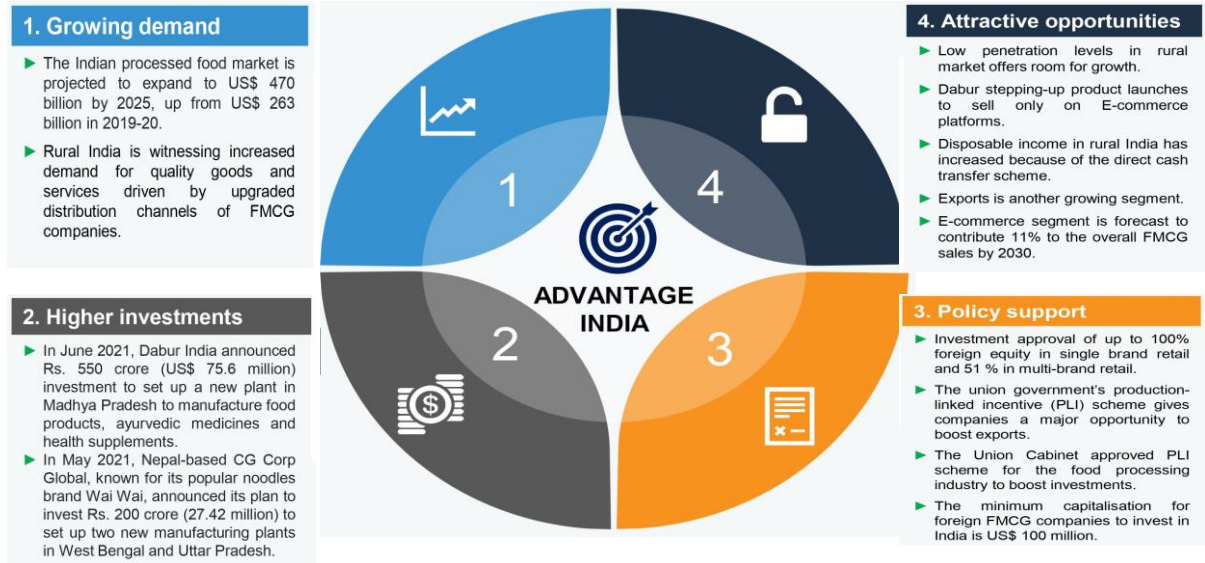 1. Growing demand
► The Indian processed food market is
projected to expand to US$ 470
billion by 2025, up from US$ 263
billion in 2019-20.
► Rural India is witnessing increased
demand for quality goods and
services driven by upgraded
distribution channels of FMCG
companies.
2. Higher investments
► In June 2021, Dabur India announced
Rs. 550 crore (US$ 75.6 million)
investment to set up a new plant in
Madhya Pradesh to manufacture food
products, ayurvedic medicines and
health supplements.
► In May 2021, Nepal-based CG Corp
Global, known for its popular noodles
brand Wai Wai, announced its plan to
invest Rs. 200 crore (27.42 million) to
set up two new manufacturing plants
in West Bengal and Uttar Pradesh.
1
4
ADVANTAGE
INDIA
2
3
$
4. Attractive opportunities
► Low penetration levels in rural
market offers room for growth.
► Dabur stepping-up product launches
to sell only on E-commerce
platforms.
► Disposable income in rural India has
increased because of the direct cash
transfer scheme.
► Exports is another growing segment.
► E-commerce segment is forecast to
contribute 11% to the overall FMCG
sales by 2030.
3. Policy support
► Investment approval of up to 100%
foreign equity in single brand retail
and 51 % in multi-brand retail.
► The union government's production-
linked incentive (PLI) scheme gives
companies a major opportunity to
boost exports.
► The Union Cabinet approved PLI
scheme for the food processing
industry to boost investments.
► The minimum capitalisation for
foreign FMCG companies to invest in
India is US$ 100 million.